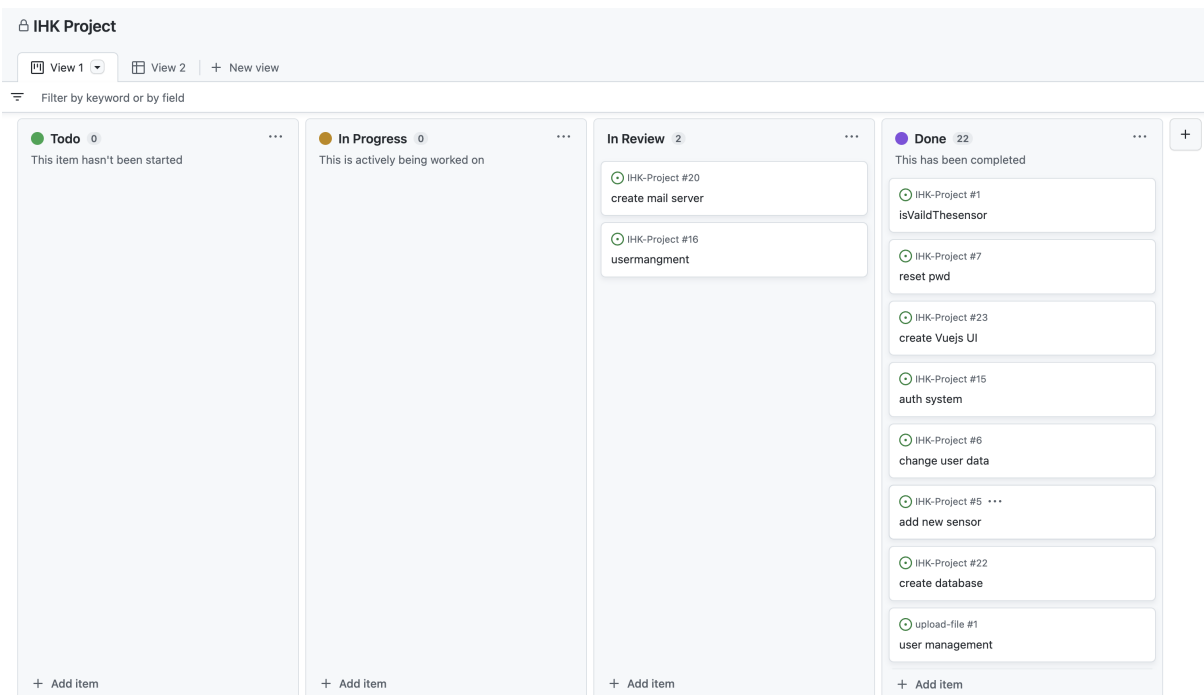 IHK Project
View 1
View 2
New view
Filter by keyword or by field
Todo 0
This item hasn't been started
Add item
In Progress 0
This is actively being worked on
Add item
In Review 2
IHK-Project #20
create mail server
IHK-Project #16
usermangment
Add item
Done 22
This has been completed
IHK-Project #1
isVaildThesensor
IHK-Project #7
reset pwd
IHK-Project #23
create Vuejs UI
IHK-Project #15
auth system
IHK-Project #6
change user data
IHK-Project #5
add new sensor
IHK-Project #22
create database
upload-file #1
user management
Add item